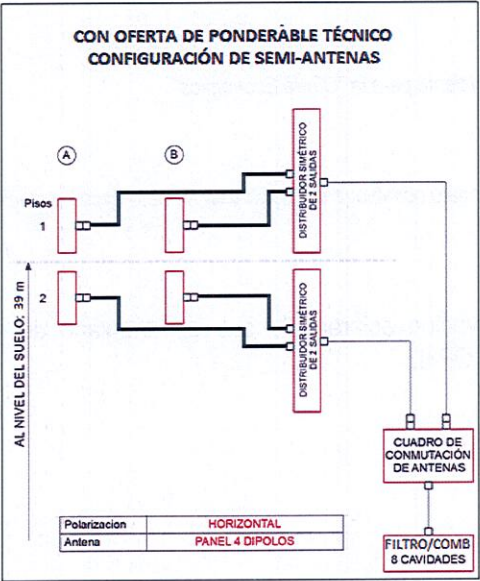 CON OFERTA DE PONDERABLE TÉCNICO
CONFIGURACIÓN DE SEMI-ANTENAS
A
B
Pisos
1
DISTRIBUIDOR SIMÉTRICO
DE 2 SALIDAS
2
DISTRIBUIDOR SIMÉTRICO
DE 2 SALIDAS
AL NIVEL DEL SUELO: 39 m
CUADRO DE
CONMUTACIÓN
DE ANTENAS
Polarizacion HORIZONTAL
Antena PANEL 4 DIPOLOS
FILTRO/COMB
8 CAVIDADES